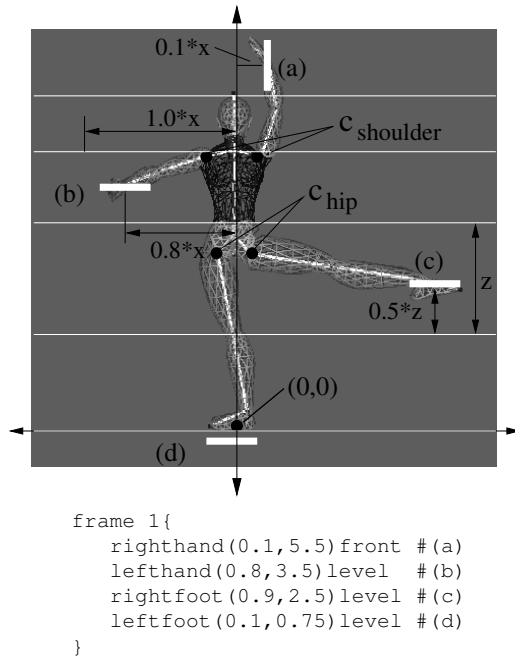 0.1*x
(a)
1.0*x
c shoulder
(b)
c hip
0.8*x
(c)
z
0.5*z
(0,0)
(d)
frame 1{
righthand(0.1,5.5)front #(a)
lefthand(0.8,3.5)level #(b)
rightfoot(0.9,2.5)level #(c)
leftfoot(0.1,0.75)level #(d)
}